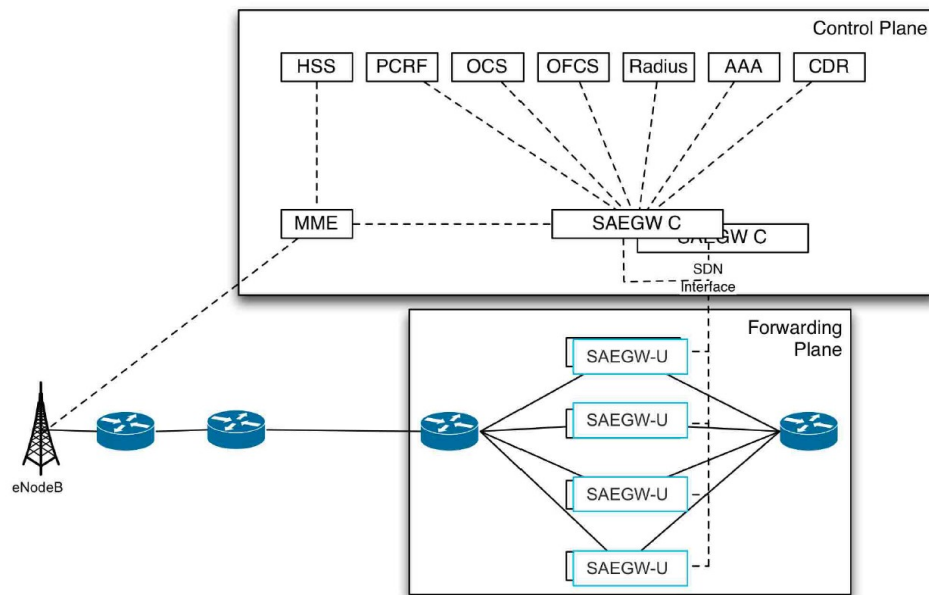 Control Plane
HSS
PCRF
OCS
OFCS
Radius
AAA
CDR
MME
SAEGW C
SAEGW C
SDN
Interface
Forwarding
Plane
SAEGW-U
SAEGW-U
SAEGW-U
SAEGW-U
eNodeB